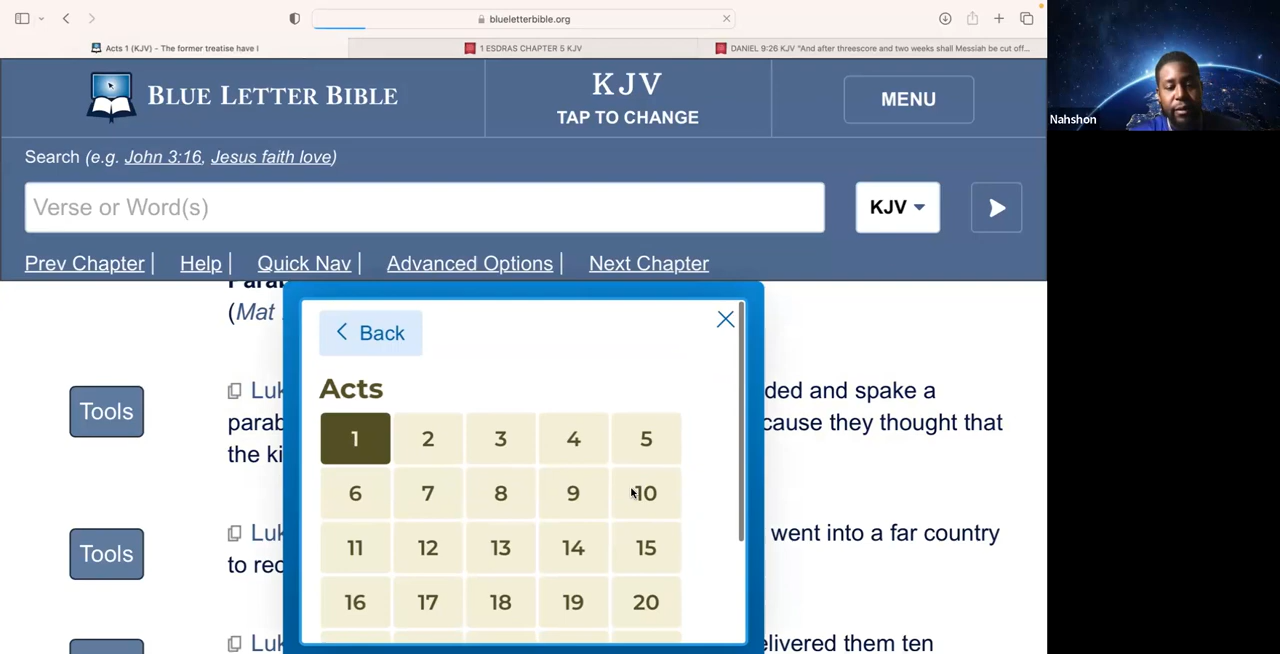 blueletterbible.org
Acts 1 (KJV) - The former treatise have I
1 ESDRAS CHAPTER 5 KJV
DANIEL 9:26 KJV "And after threescore and two weeks shall Messiah be cut off...
BLUE LETTER BIBLE
KJV
TAP TO CHANGE
MENU
Nahshon
Search (e.g. John 3:16, Jesus faith love)
Verse or Word(s)
KJV
Prev Chapter | Help | Quick Nav | Advanced Options | Next Chapter
(Mat
Back
Acts
Tools
ded and spake a
parab
cause they thought that
the ki
1 2 3 4 5
6 7 8 9 10
Tools
went into a far country
to rec
11 12 13 14 15
16 17 18 19 20
elivered them ten